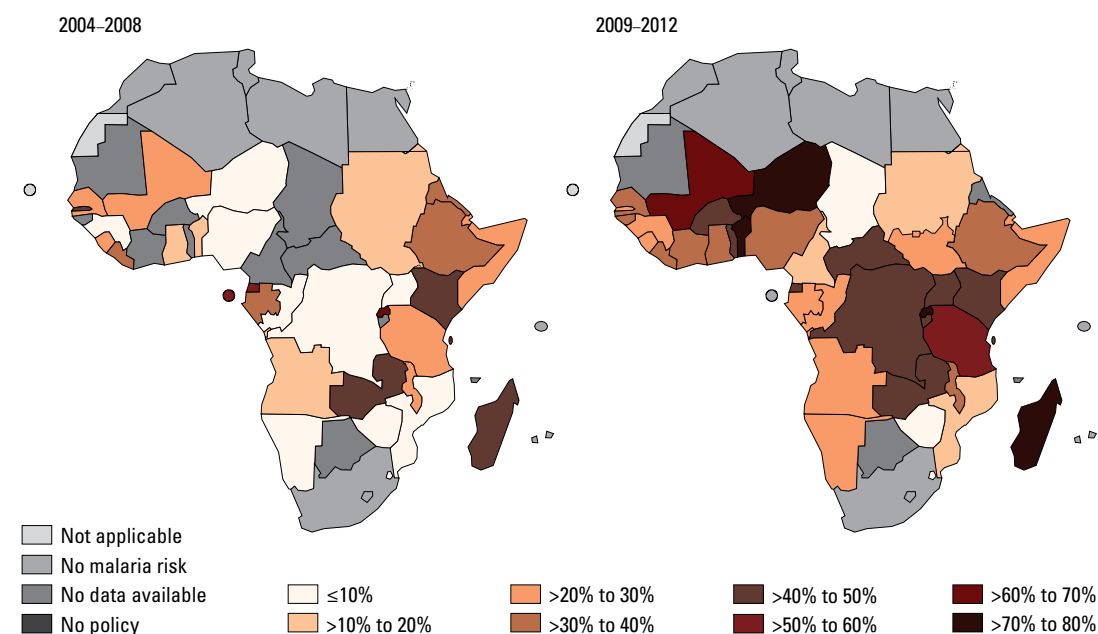 2004–2008
2009–2012
Not applicable
No malaria risk
No data available
No policy
≤10%
>10% to 20%
>20% to 30%
>30% to 40%
>40% to 50%
>50% to 60%
>60% to 70%
>70% to 80%